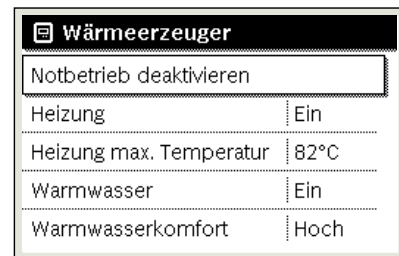 Wärmeerzeuger
Notbetrieb deaktivieren
Heizung Ein
Heizung max. Temperatur 82°C
Warmwasser Ein
Warmwasserkomfort Hoch